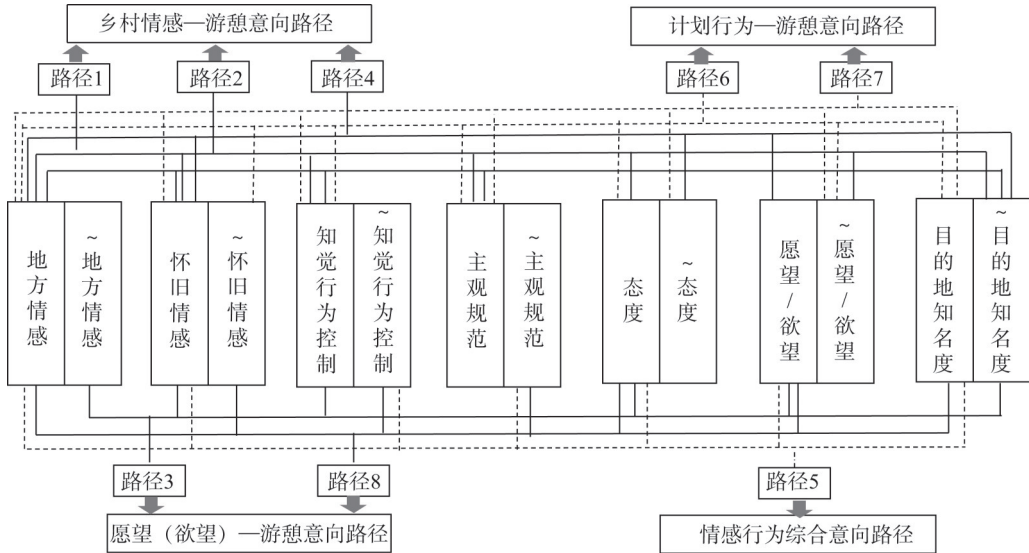 乡村情感—游憩意向路径
计划行为—游憩意向路径
路径1
路径2
路径4
路径6
路径7
地方情感
~地方情感
怀旧情感
~怀旧情感
知觉行为控制
~知觉行为控制
主观规范
~主观规范
态度
~态度
愿望/欲望
~愿望/欲望
目的地知名度
~目的地知名度
路径3
路径8
路径5
愿望（欲望）—游憩意向路径
情感行为综合意向路径